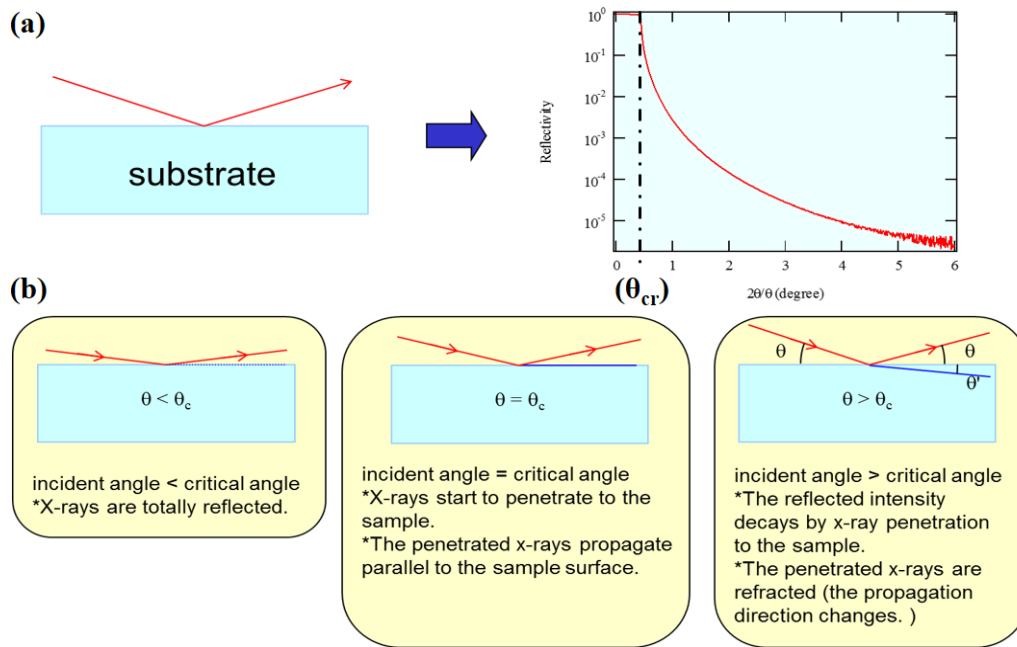 (a)
substrate
10⁰
10⁻¹
10⁻²
10⁻³
10⁻⁴
10⁻⁵
Reflectivity
0 1 2 3 4 5 6
2θ/θ (degree)
(θcr)
(b)
θ < θc
incident angle < critical angle
*X-rays are totally reflected.
θ = θc
incident angle = critical angle
*X-rays start to penetrate to the
sample.
*The penetrated x-rays propagate
parallel to the sample surface.
θ
θ
θ'
θ > θc
incident angle > critical angle
*The reflected intensity
decays by x-ray penetration
to the sample.
*The penetrated x-rays are
refracted (the propagation
direction changes. )